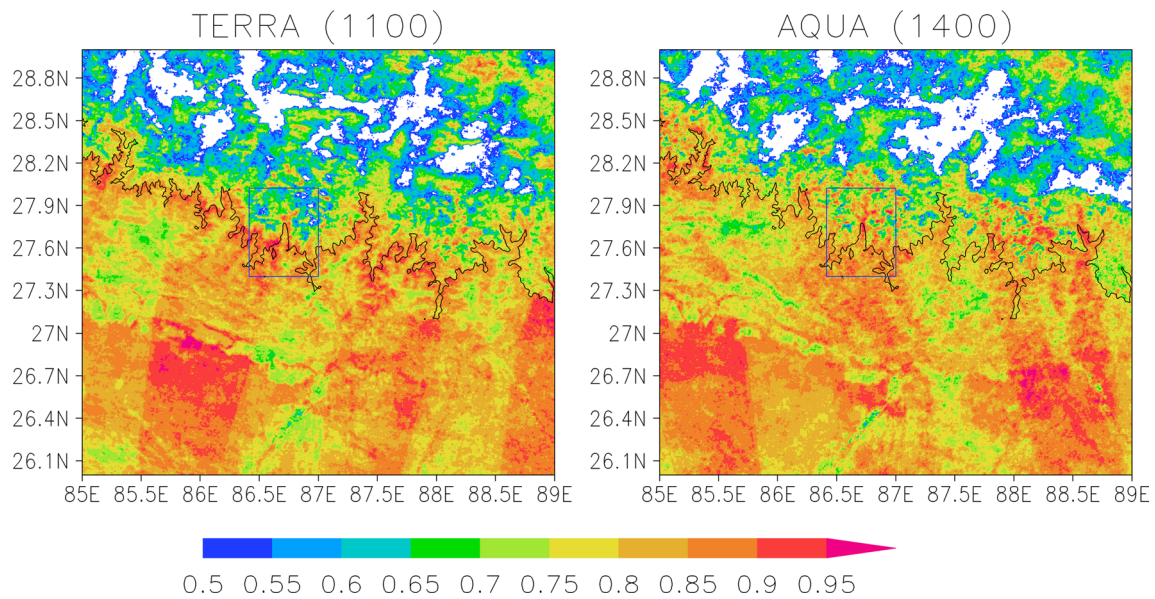 TERRA (1100)
28.8N
28.5N
28.2N
27.9N
27.6N
27.3N
27N
26.7N
26.4N
26.1N
85E 85.5E 86E 86.5E 87E 87.5E 88E 88.5E 89E
AQUA (1400)
28.8N
28.5N
28.2N
27.9N
27.6N
27.3N
27N
26.7N
26.4N
26.1N
85E 85.5E 86E 86.5E 87E 87.5E 88E 88.5E 89E
0.5 0.55 0.6 0.65 0.7 0.75 0.8 0.85 0.9 0.95